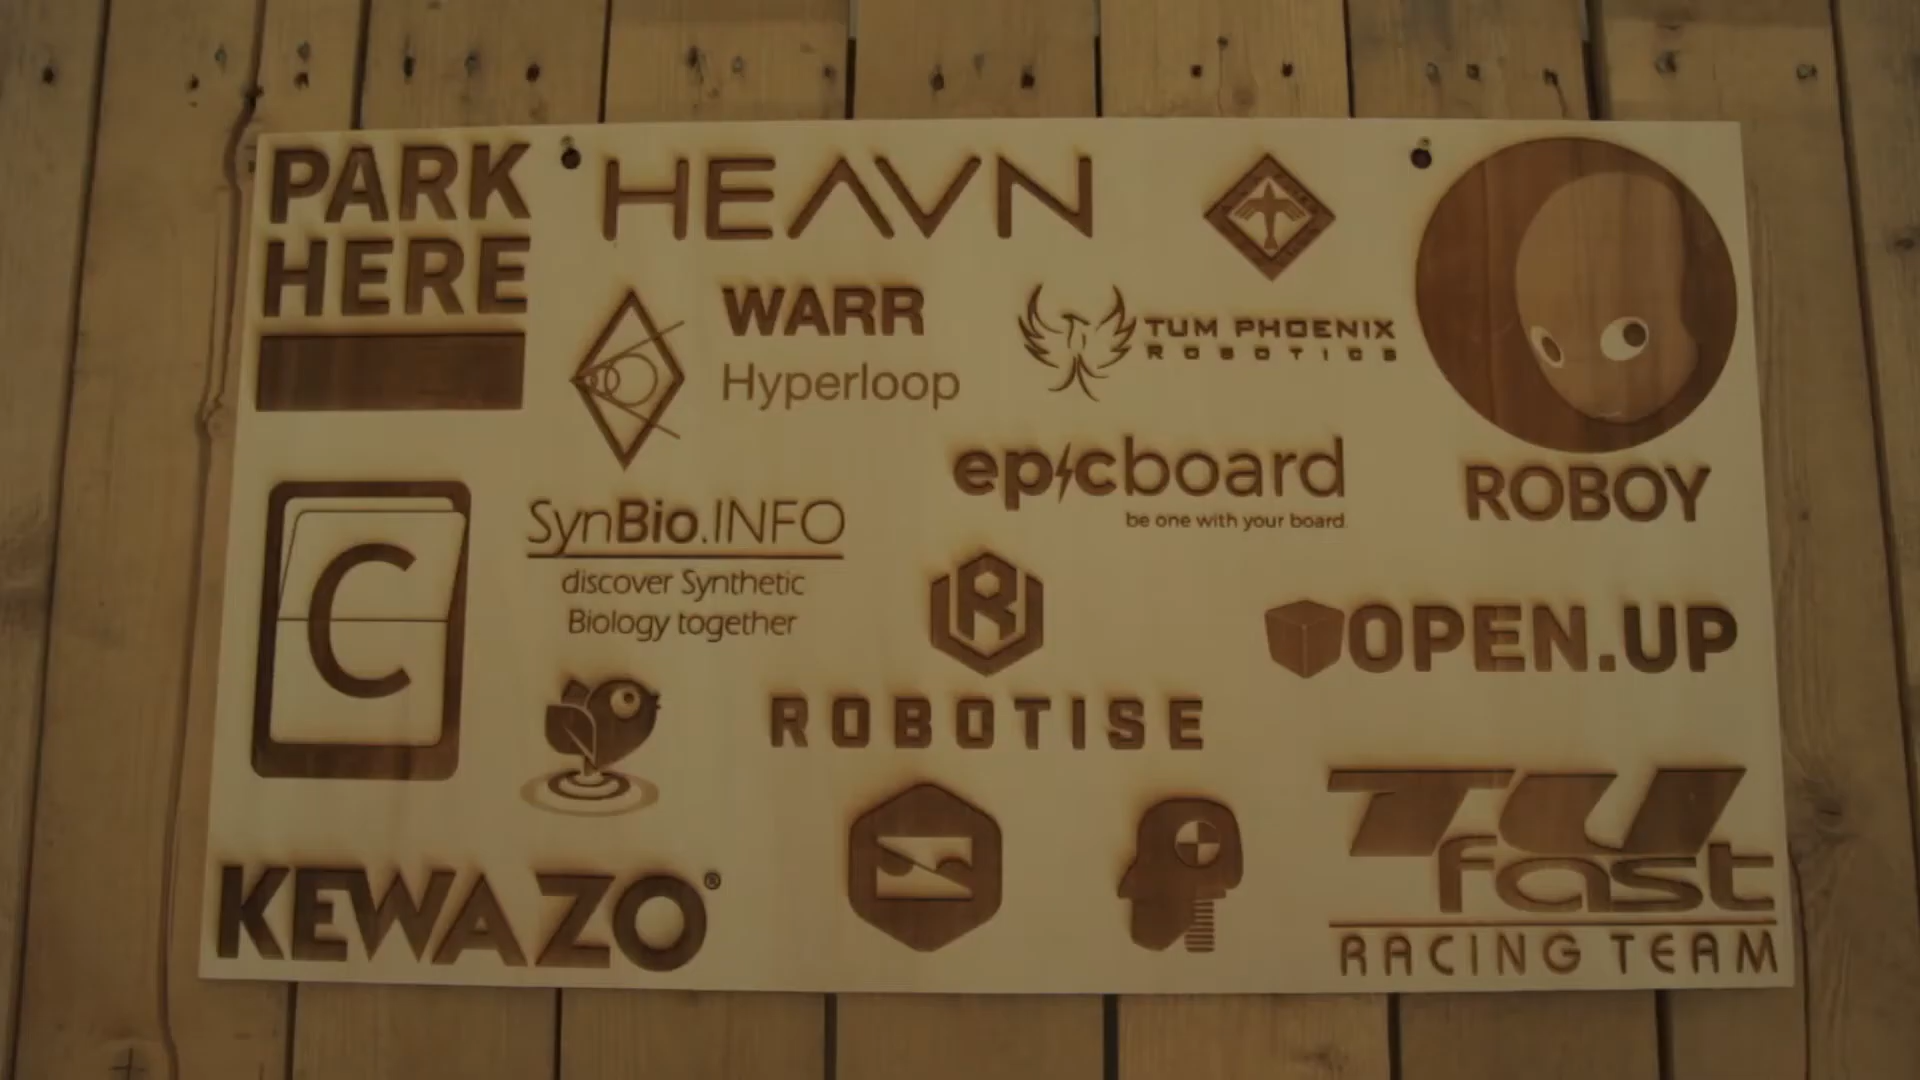 PARK
HERE
HEAVN
WARR
Hyperloop
TUM PHOENIX
ROBOTICS
ROBOY
epicboard
be one with your board.
C
SynBio.INFO
discover Synthetic
Biology together
R
OPEN.UP
ROBOTISE
KEWAZO®
TU
fast
RACING TEAM